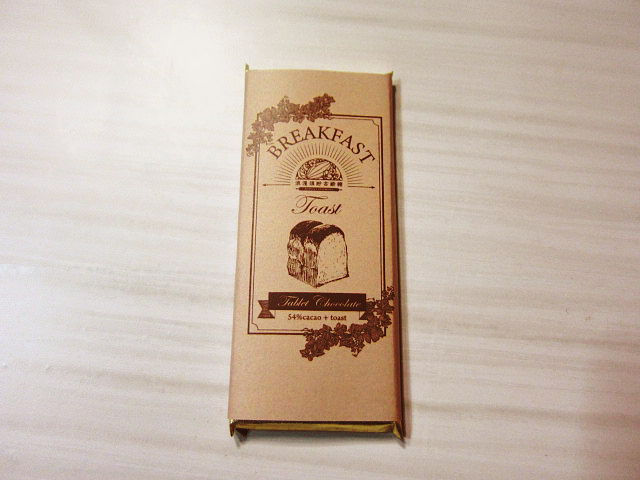 BREAKFAST
Toast
Tablet Chocolate
54%cacao + toast